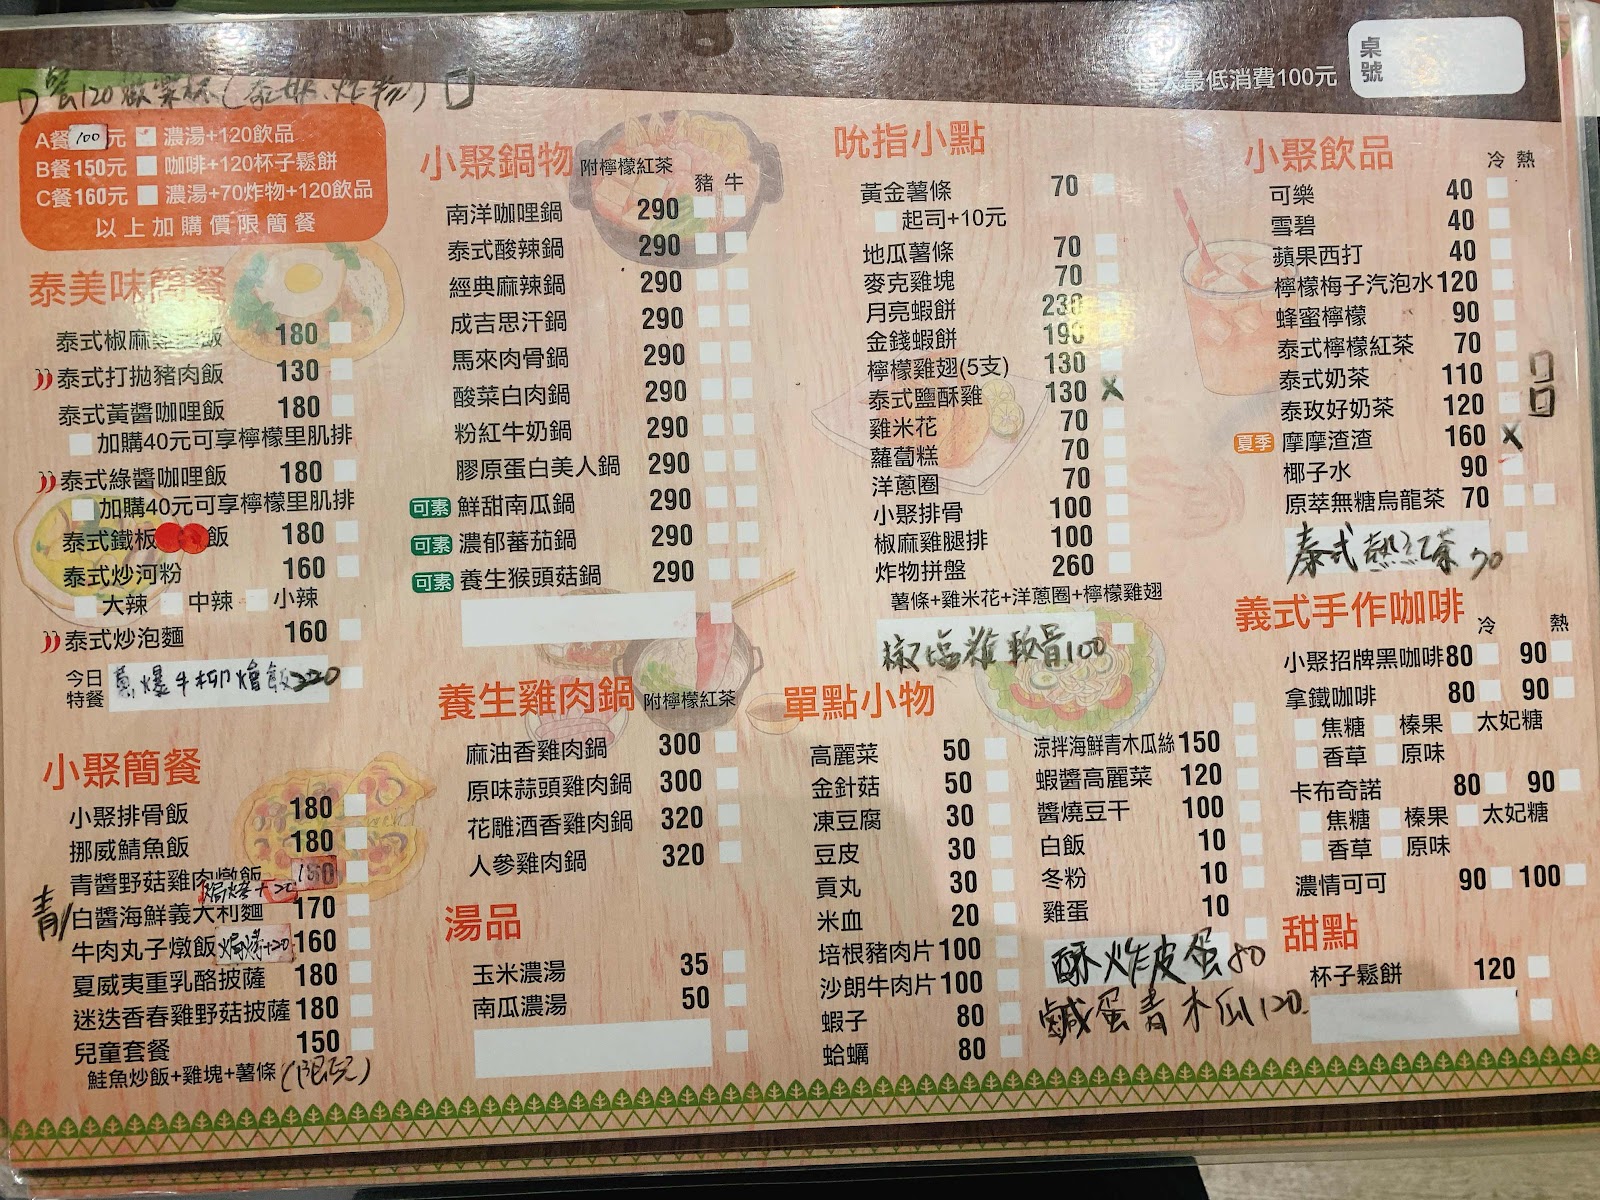 桌號
最低消費100元
D餐120
A餐100元 濃湯+120飲品
B餐150元 咖啡+120杯子鬆餅
C餐160元 濃湯+70炸物+120飲品
以上加購價限簡餐
泰美味簡餐
泰式椒麻雞飯 180
泰式打拋豬肉飯 130
泰式黃醬咖哩飯 180
加購40元可享檸檬里肌排
泰式綠醬咖哩飯 180
加購40元可享檸檬里肌排
泰式鐵板飯 180
泰式炒河粉 160
大辣 中辣 小辣
泰式炒泡麵 160
今日特餐 蔥爆牛柳燴飯220
小聚簡餐
小聚排骨飯 180
挪威鯖魚飯 180
青醬野菇雞肉燉飯
焗烤+20
青/
白醬海鮮義大利麵 170
牛肉丸子燉飯 焗烤+20 160
夏威夷重乳酪披薩 180
迷迭香春雞野菇披薩 180
兒童套餐 150
鮭魚炒飯+雞塊+薯條
小聚鍋物 附檸檬紅茶
豬 牛
南洋咖哩鍋 290
泰式酸辣鍋 290
經典麻辣鍋 290
成吉思汗鍋 290
馬來肉骨鍋 290
酸菜白肉鍋 290
粉紅牛奶鍋 290
膠原蛋白美人鍋 290
可素 鮮甜南瓜鍋 290
可素 濃郁蕃茄鍋 290
可素 養生猴頭菇鍋 290
養生雞肉鍋 附檸檬紅茶
麻油香雞肉鍋 300
原味蒜頭雞肉鍋 300
花雕酒香雞肉鍋 320
人參雞肉鍋 320
湯品
玉米濃湯 35
南瓜濃湯 50
吮指小點
黃金薯條 70
起司+10元
地瓜薯條 70
麥克雞塊 70
月亮蝦餅 230
金錢蝦餅 190
檸檬雞翅(5支) 130
泰式鹽酥雞 130 X
雞米花 70
蘿蔔糕 70
洋蔥圈 70
小聚排骨 100
椒麻雞腿排 100
炸物拼盤 260
薯條+雞米花+洋蔥圈+檸檬雞翅
椒塩雞軟骨100
單點小物
高麗菜 50
金針菇 50
凍豆腐 30
豆皮 30
貢丸 30
米血 20
培根豬肉片 100
沙朗牛肉片 100
蝦子 80
蛤蠣 80
涼拌海鮮青木瓜絲 150
蝦醬高麗菜 120
醬燒豆干 100
白飯 10
冬粉 10
雞蛋 10
酥炸皮蛋80
鹹蛋青木瓜120.
小聚飲品
冷 熱
可樂 40
雪碧 40
蘋果西打 40
檸檬梅子汽泡水 120
蜂蜜檸檬 90
泰式檸檬紅茶 70
泰式奶茶 110
泰玫好奶茶 120
夏季 摩摩渣渣 160 X
椰子水 90
原萃無糖烏龍茶 70
泰式熱紅茶 70
義式手作咖啡 冷 熱
小聚招牌黑咖啡 80 90
拿鐵咖啡 80 90
焦糖 榛果 太妃糖
香草 原味
卡布奇諾 80 90
焦糖 榛果 太妃糖
香草 原味
濃情可可 90 100
甜點
杯子鬆餅 120